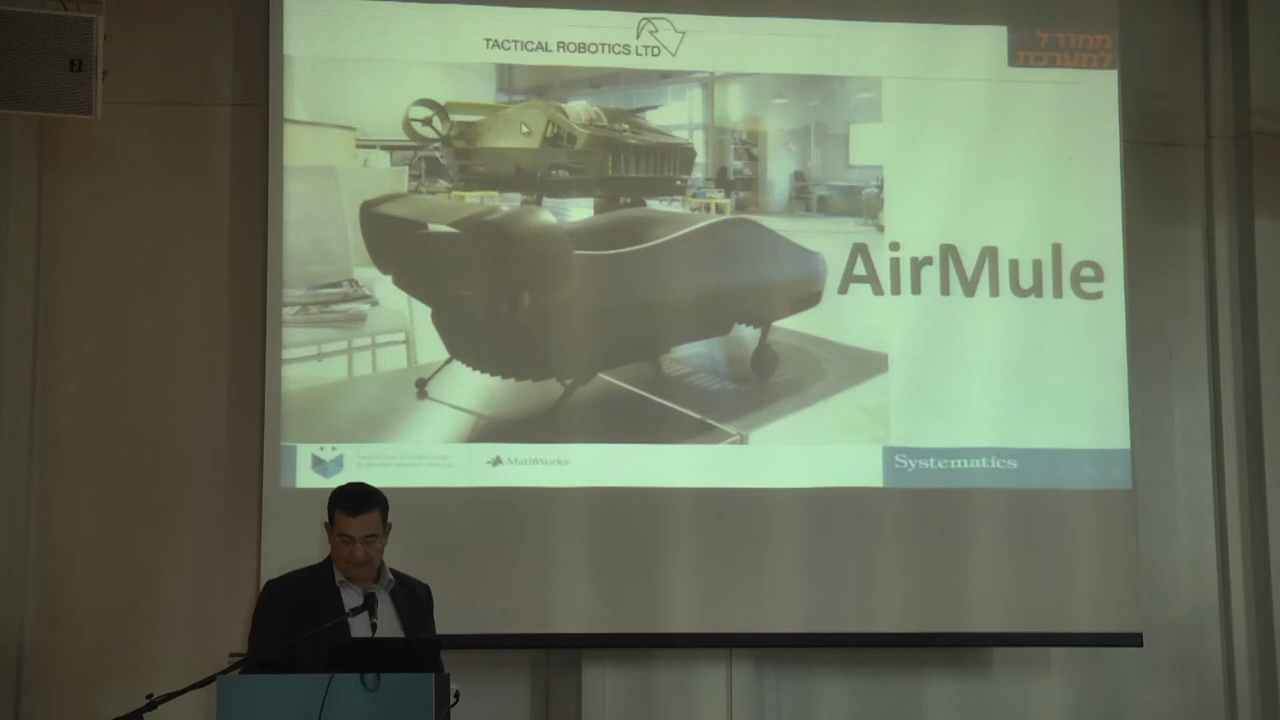 TACTICAL ROBOTICS LTD
ממודל
למערכת
AirMule
MathWorks
Systematics